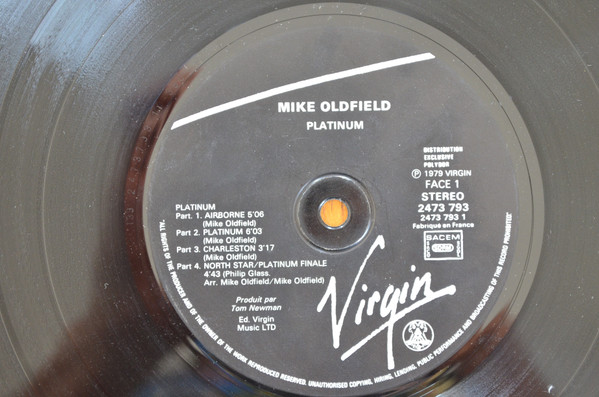 MIKE OLDFIELD
PLATINUM
DISTRIBUTION
EXCLUSIVE
POLYDOR
Ⓟ 1979 VIRGIN
FACE 1
STEREO
2473 793
2473 793 1
Fabriqué en France
SACEM
PLATINUM
Part. 1. AIRBORNE 5'06
(Mike Oldfield)
Part 2. PLATINUM 6'03
(Mike Oldfield)
Part 3. CHARLESTON 3'17
(Mike Oldfield)
Part 4. NORTH STAR/PLATINUM FINALE
4'43 (Philip Glass.
Arr. Mike Oldfield/Mike Oldfield)
Produit par
Tom Newman
Ed. Virgin
Music LTD
Virgin
"ALL RIGHTS OF THE PRODUCER AND OF THE OWNER OF THE WORK REPRODUCED RESERVED. UNAUTHORISED COPYING, HIRING, LENDING, PUBLIC PERFORMANCE AND BROADCASTING OF THIS RECORD PROHIBITED"